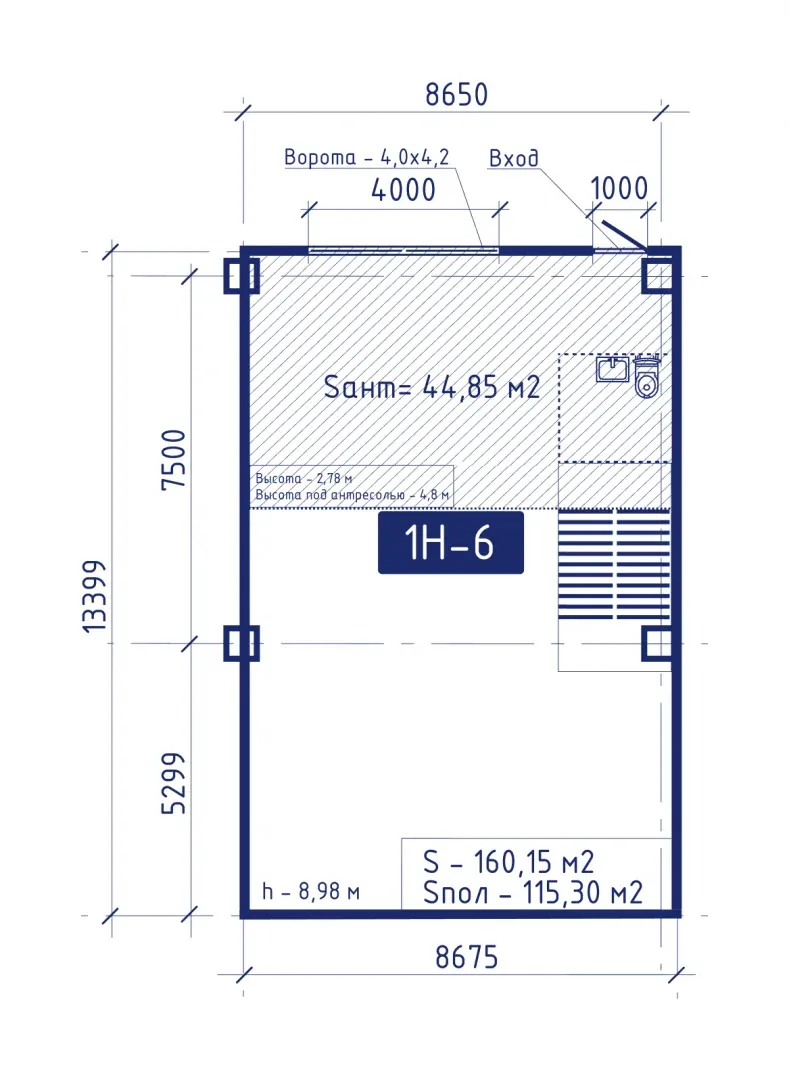 8650
Ворота - 4,0х4,2
Вход
4000
1000
Sант= 44,85 м2
7500
Высота - 2,78 м
Высота под антресолью - 4,8 м
1Н-6
13399
5299
S - 160,15 м2
h - 8,98 м
Sпол - 115,30 м2
8675